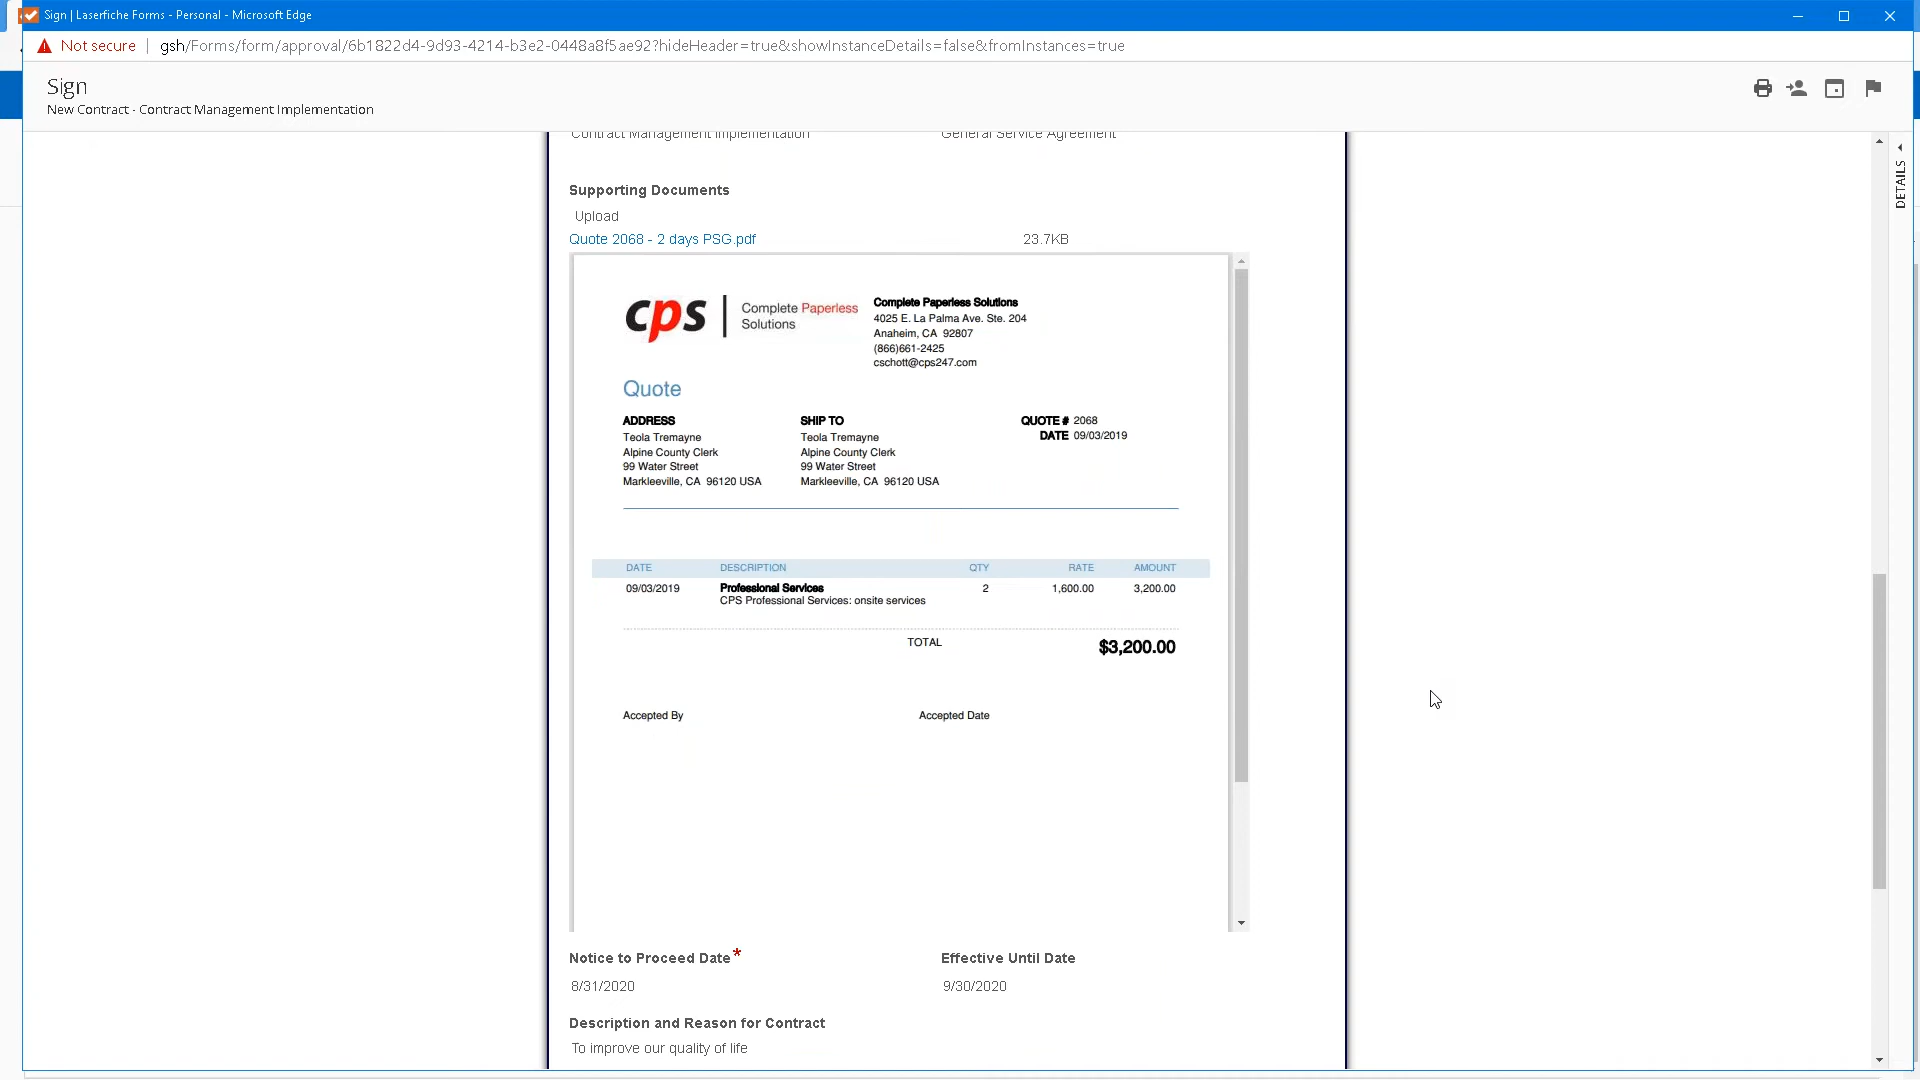 Sign | Laserfiche Forms - Personal - Microsoft Edge
Not secure | gsh/Forms/form/approval/6b1822d4-9d93-4214-b3e2-0448a8f5ae92?hideHeader=true&showInstanceDetails=false&fromInstances=true
Sign
New Contract - Contract Management Implementation
DETAILS
Contract Management Implementation General Service Agreement
Supporting Documents
Upload
Quote 2068 - 2 days PSG.pdf 23.7KB
cps | Complete Paperless Solutions
Complete Paperless Solutions
4025 E. La Palma Ave. Ste. 204
Anaheim, CA 92807
(866)661-2425
cschott@cps247.com
Quote
ADDRESS SHIP TO QUOTE # 2068
Teola Tremayne Teola Tremayne DATE 09/03/2019
Alpine County Clerk Alpine County Clerk
99 Water Street 99 Water Street
Markleeville, CA 96120 USA Markleeville, CA 96120 USA
DATE DESCRIPTION QTY RATE AMOUNT
09/03/2019 Professional Services 2 1,600.00 3,200.00
CPS Professional Services: onsite services
TOTAL $3,200.00
Accepted By Accepted Date
Notice to Proceed Date* Effective Until Date
8/31/2020 9/30/2020
Description and Reason for Contract
To improve our quality of life